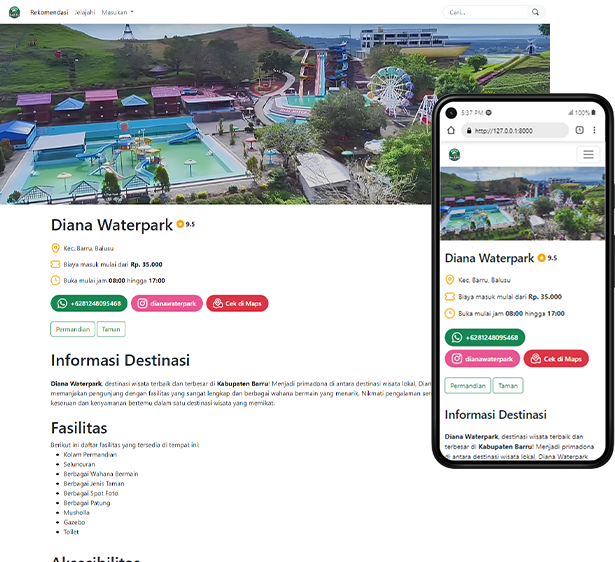 Rekomendasi Jelajahi Masukan
Cari...
Diana Waterpark 9.5
Kec. Barru, Balusu
Biaya masuk mulai dari Rp. 35.000
Buka mulai jam 08:00 hingga 17:00
+6281248095468 dianawaterpark Cek di Maps
Permandian Taman
Informasi Destinasi
Diana Waterpark, destinasi wisata terbaik dan terbesar di Kabupaten Barru! Menjadi primadona di antara destinasi wisata lokal, Dian
memanjakan pengunjung dengan fasilitas yang sangat lengkap dan berbagai wahana bermain yang menarik. Nikmati pengalaman ser
keseruan dan kenyamanan bertemu dalam satu destinasi wisata yang memikat.
Fasilitas
Berikut ini daftar fasilitas yang tersedia di tempat ini:
Kolam Permandian
Seluncuran
Berbagai Wahana Bermain
Berbagai Jenis Taman
Berbagai Spot Foto
Berbagai Patung
Musholla
Gazebo
Toilet
Aksesibilitas
5:37 PM 100%
http://127.0.0.1:8000
Diana Waterpark 9.5
Kec. Barru, Balusu
Biaya masuk mulai dari Rp. 35.000
Buka mulai jam 08:00 hingga 17:00
+6281248095468
dianawaterpark Cek di Maps
Permandian Taman
Informasi Destinasi
Diana Waterpark, destinasi wisata terbaik dan
terbesar di Kabupaten Barru! Menjadi primadona
di antara destinasi wisata lokal, Diana Waterpark